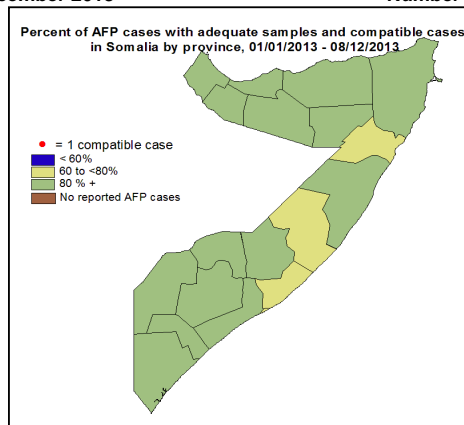 Percent of AFP cases with adequate samples and compatible cases
in Somalia by province, 01/01/2013 - 08/12/2013
= 1 compatible case
< 60%
60 to <80%
80 % +
No reported AFP cases